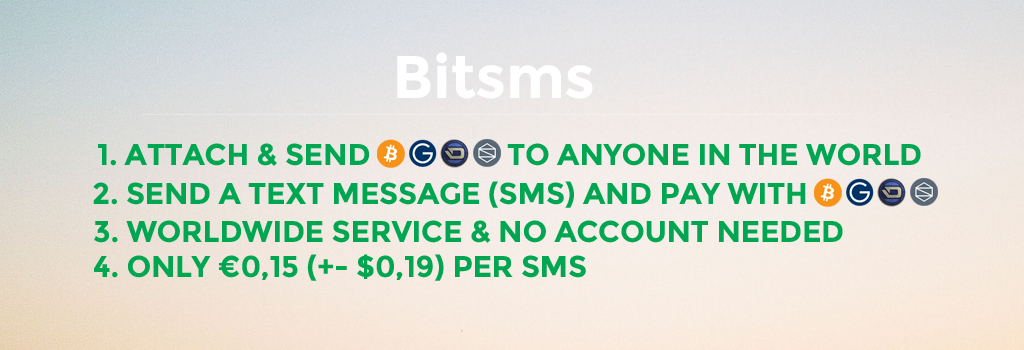 Bitsms
1. ATTACH & SEND TO ANYONE IN THE WORLD
2. SEND A TEXT MESSAGE (SMS) AND PAY WITH
3. WORLDWIDE SERVICE & NO ACCOUNT NEEDED
4. ONLY €0,15 (+- $0,19) PER SMS